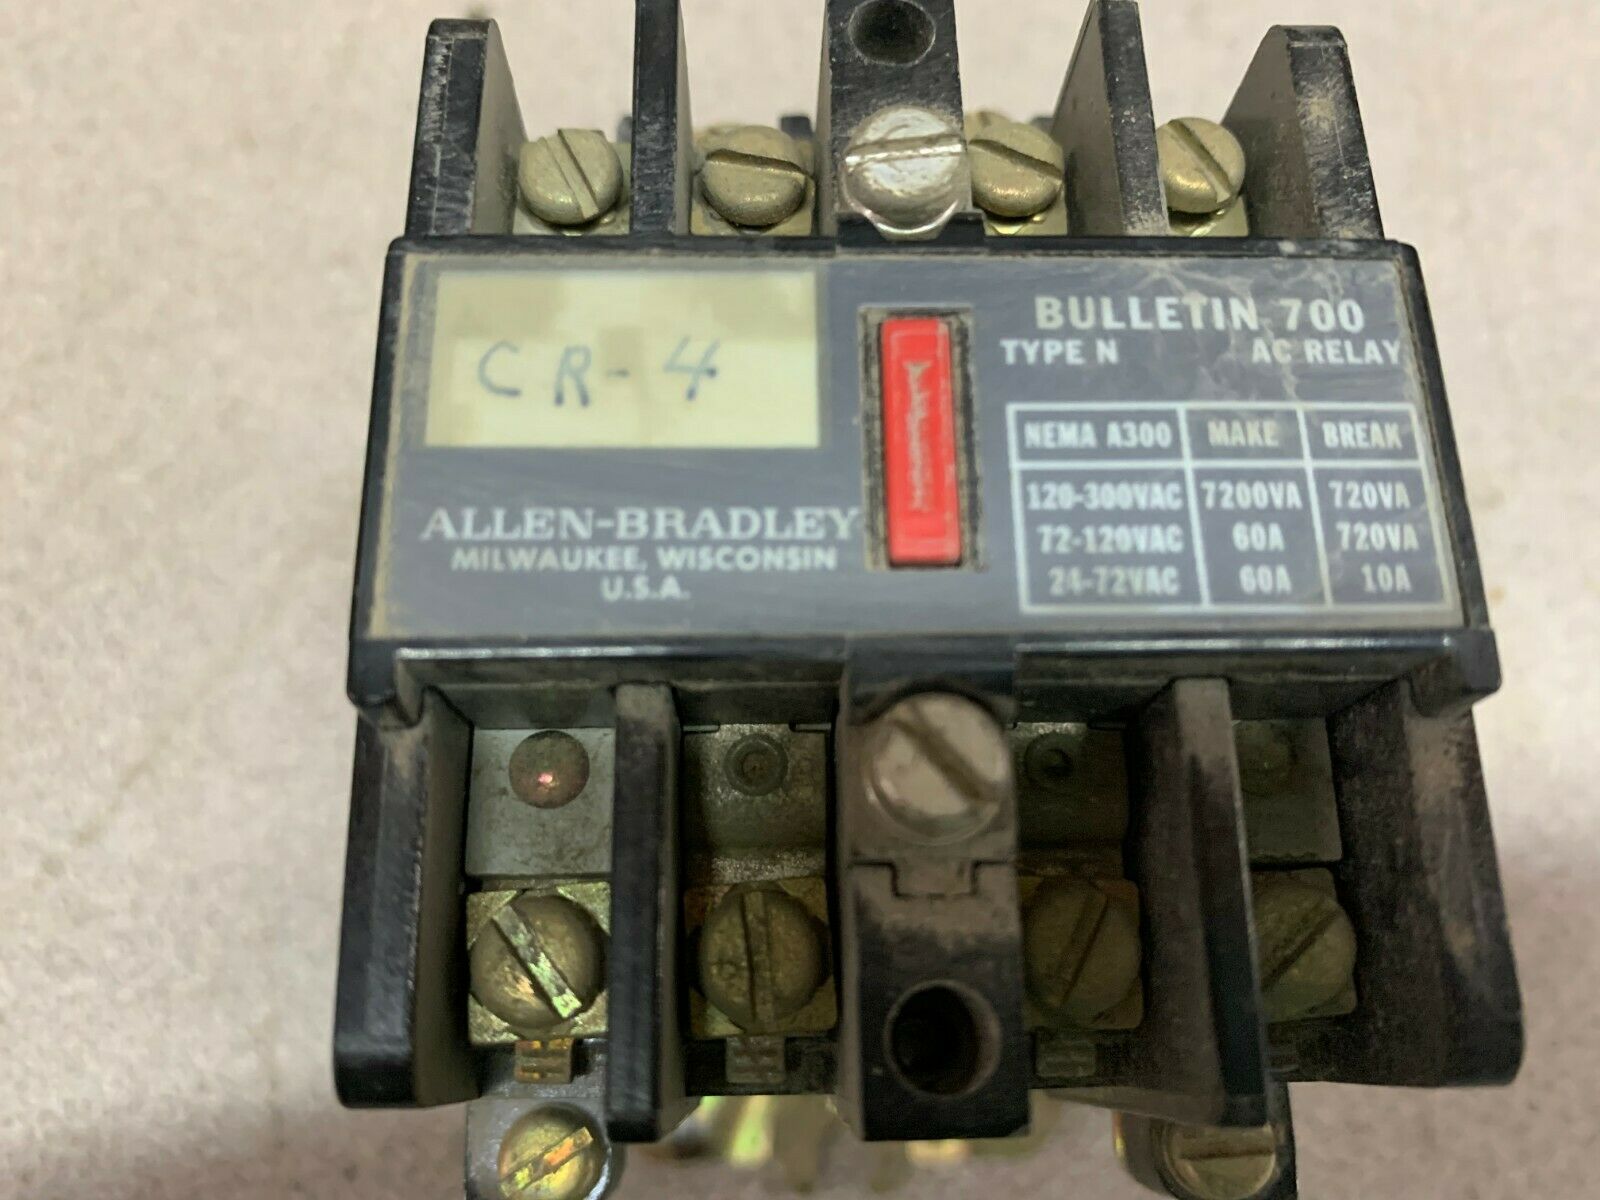 CR-4
ALLEN-BRADLEY
MILWAUKEE, WISCONSIN
U.S.A.
BULLETIN 700
TYPE N AC RELAY
NEMA A300 MAKE BREAK
120-300VAC 7200VA 720VA
72-120VAC 60A 720VA
24-72VAC 60A 10A